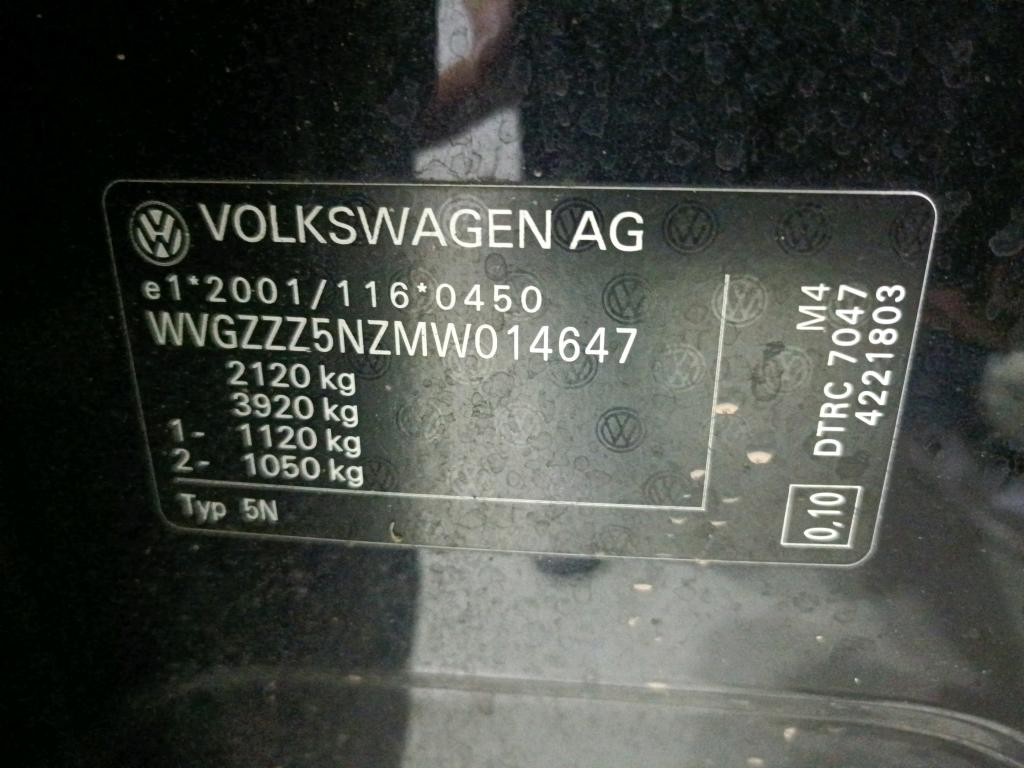 VOLKSWAGEN AG
e1*2001/116*0450
WVGZZZ5NZMW014647
2120 kg
3920 kg
1- 1120 kg
2- 1050 kg
Typ 5N
M4
DTRC 7047
4221803
0,10